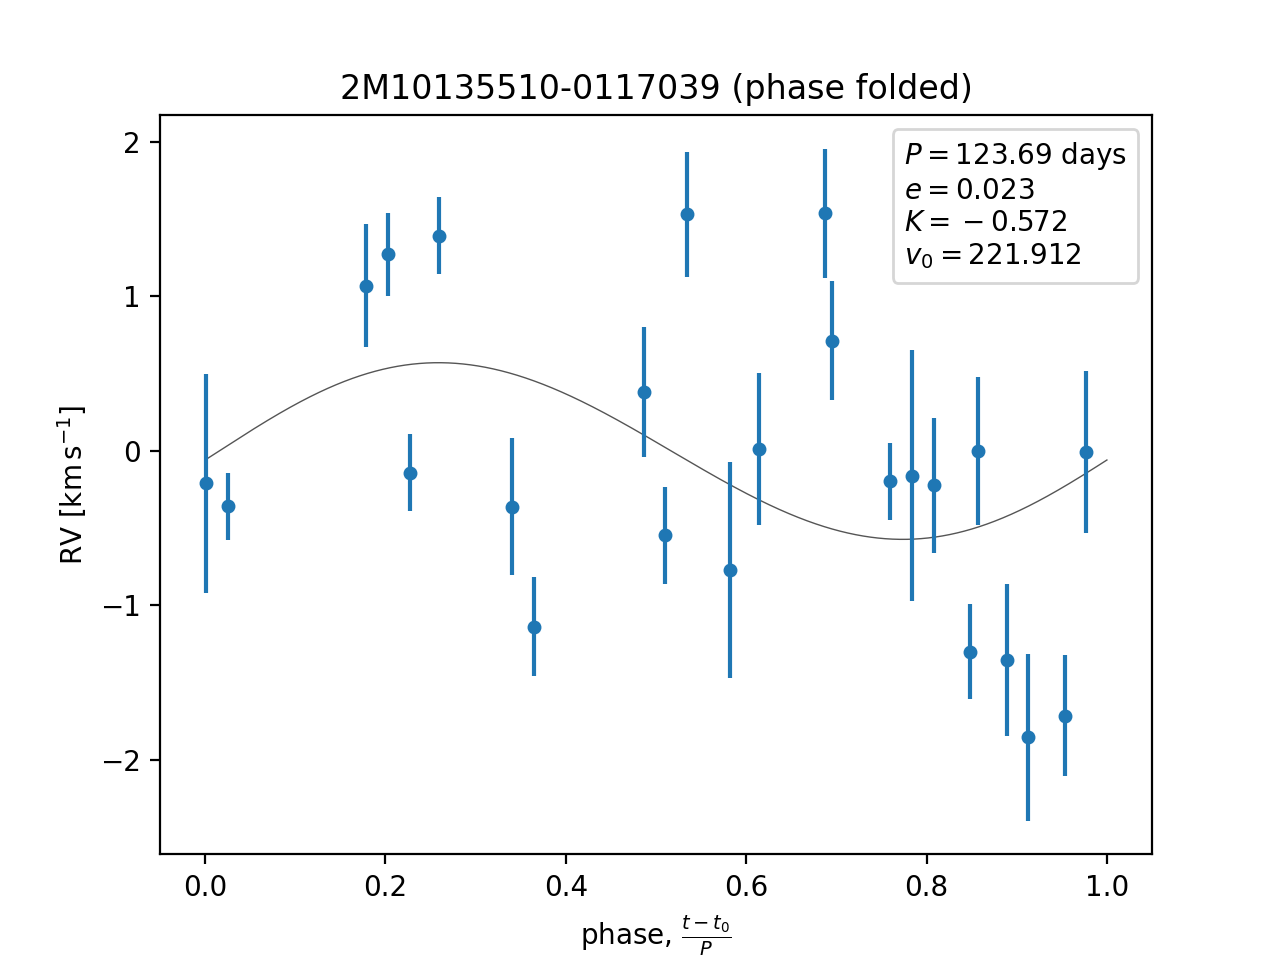 2M10135510-0117039 (phase folded)
P = 123.69 days
e = 0.023
K = −0.572
v₀ = 221.912
2
1
0
−1
−2
RV [km s⁻¹]
0.0 0.2 0.4 0.6 0.8 1.0
phase, (t − t₀)/P